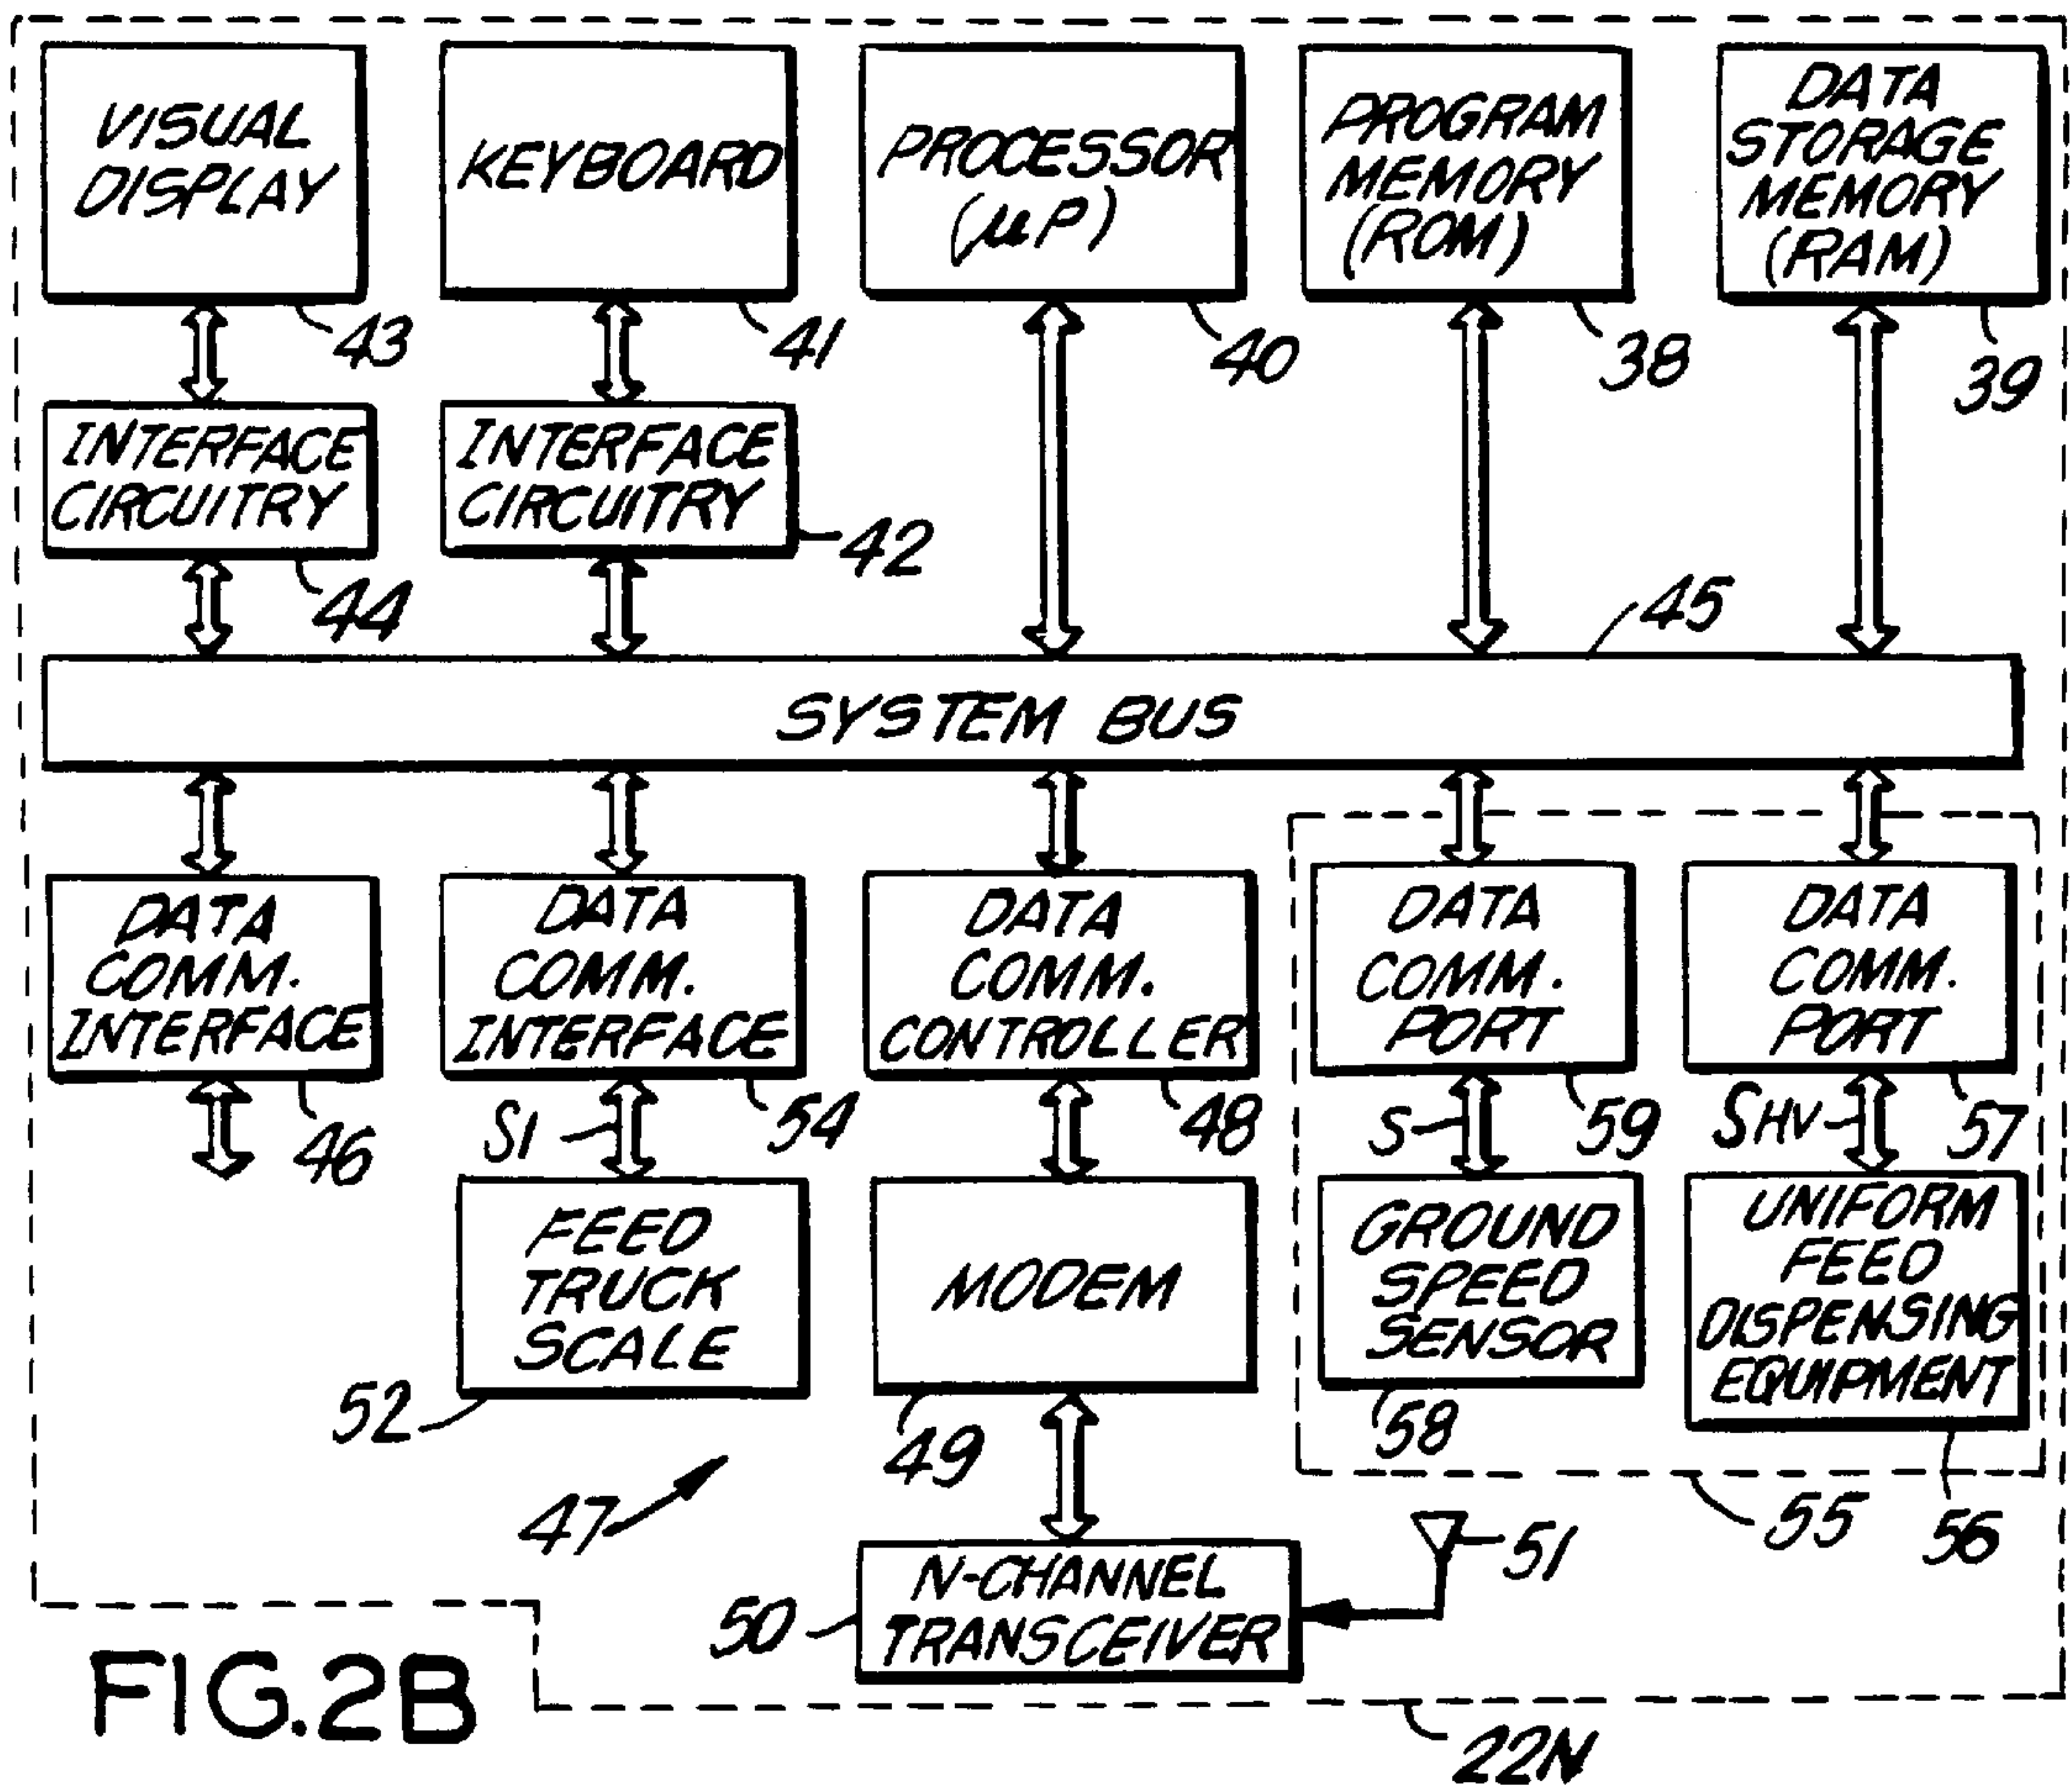 VISUAL
DISPLAY
KEYBOARD
PROCESSOR
(μP)
PROGRAM
MEMORY
(ROM)
DATA
STORAGE
MEMORY
(RAM)
43
41
40
38
39
INTERFACE
CIRCUITRY
INTERFACE
CIRCUITRY
44
42
45
SYSTEM BUS
DATA
COMM.
INTERFACE
DATA
COMM.
INTERFACE
DATA
COMM.
CONTROLLER
DATA
COMM.
PORT
DATA
COMM.
PORT
46
S1
54
48
S
59
SHV
57
FEED
TRUCK
SCALE
MODEM
GROUND
SPEED
SENSOR
UNIFORM
FEED
DISPENSING
EQUIPMENT
52
49
58
47
55
56
51
N-CHANNEL
TRANSCEIVER
50
FIG.2B
22N